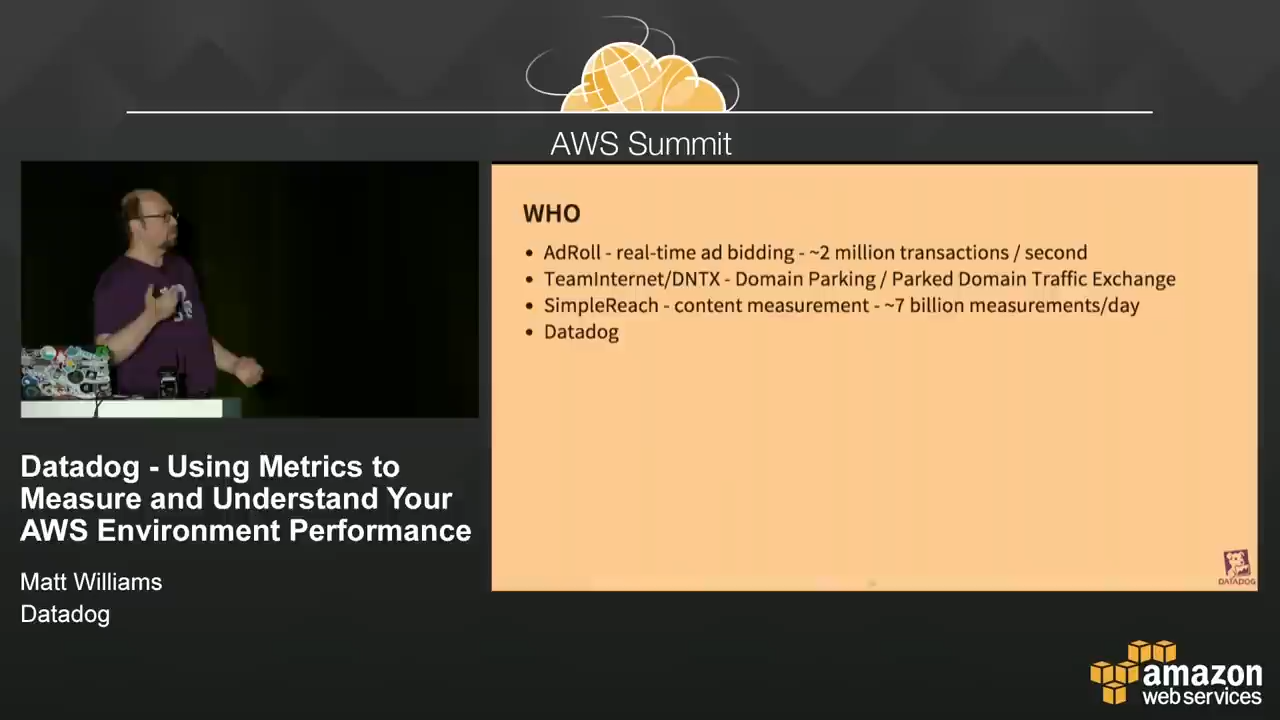 AWS Summit
WHO
• AdRoll - real-time ad bidding - ~2 million transactions / second
• TeamInternet/DNTX - Domain Parking / Parked Domain Traffic Exchange
• SimpleReach - content measurement - ~7 billion measurements/day
• Datadog
DATADOG
Datadog - Using Metrics to
Measure and Understand Your
AWS Environment Performance
Matt Williams
Datadog
amazon
web services